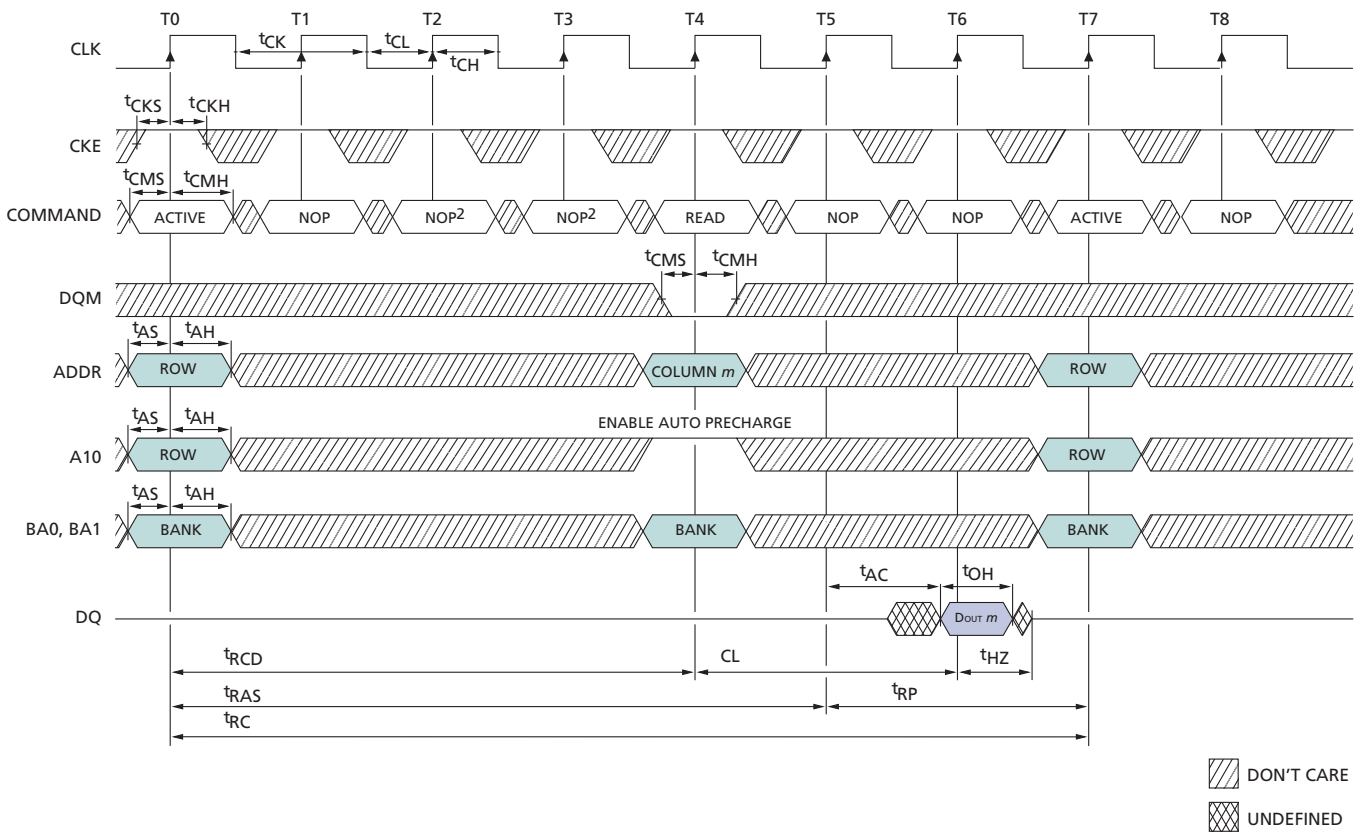 T0 T1 T2 T3 T4 T5 T6 T7 T8
CLK
tCK tCL
tCH
tCKS tCKH
CKE
tCMS tCMH
COMMAND ACTIVE NOP NOP2 NOP2 READ NOP NOP ACTIVE NOP
tCMS tCMH
DQM
tAS tAH
ADDR ROW COLUMN m ROW
ENABLE AUTO PRECHARGE
tAS tAH
A10 ROW ROW
tAS tAH
BA0, BA1 BANK BANK BANK
tAC tOH
DQ DOUT m
tRCD CL tHZ
tRAS tRP
tRC
DON'T CARE
UNDEFINED